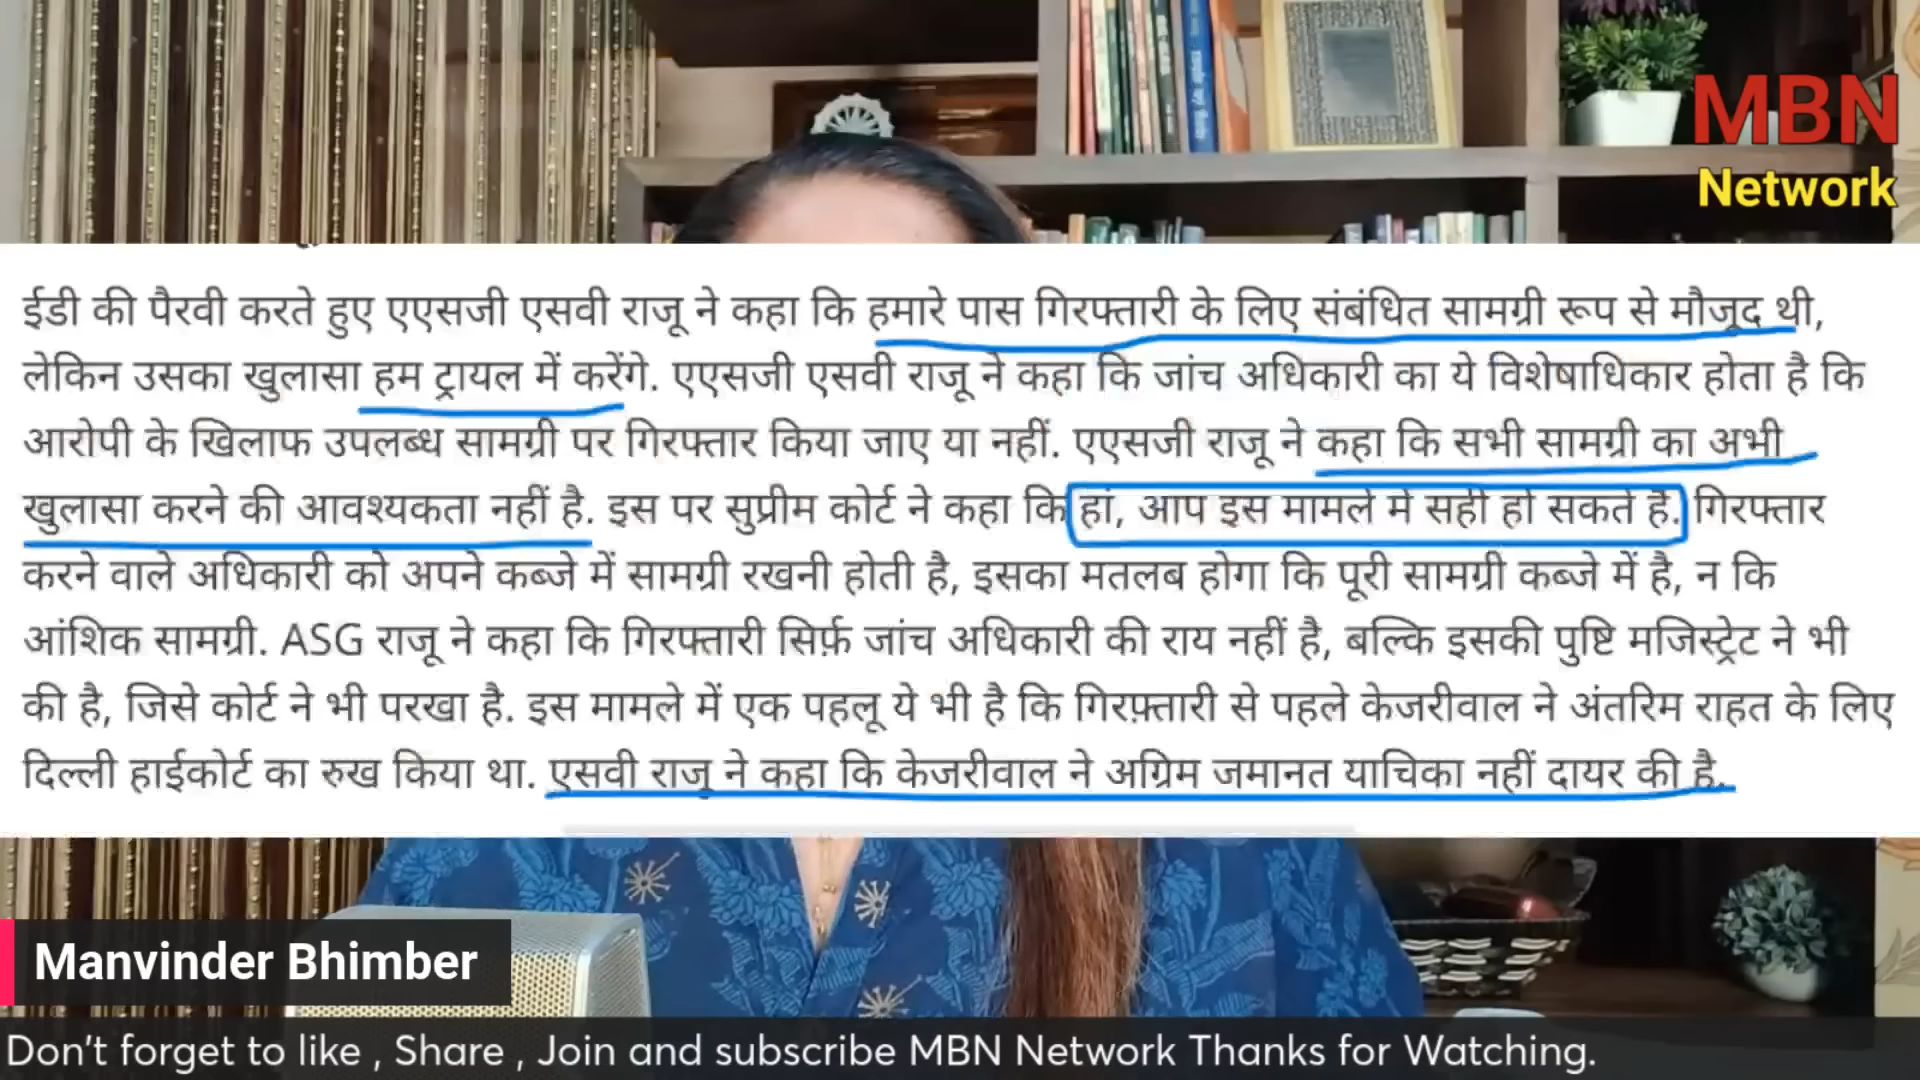 MBN
Network
ईडी की पैरवी करते हुए एएसजी एसवी राजू ने कहा कि हमारे पास गिरफ्तारी के लिए संबंधित सामग्री रूप से मौजूद थी,
लेकिन उसका खुलासा हम ट्रायल में करेंगे. एएसजी एसवी राजू ने कहा कि जांच अधिकारी का ये विशेषाधिकार होता है कि
आरोपी के खिलाफ उपलब्ध सामग्री पर गिरफ्तार किया जाए या नहीं. एएसजी राजू ने कहा कि सभी सामग्री का अभी
खुलासा करने की आवश्यकता नहीं है. इस पर सुप्रीम कोर्ट ने कहा कि हां, आप इस मामले में सही हो सकते हैं. गिरफ्तार
करने वाले अधिकारी को अपने कब्जे में सामग्री रखनी होती है, इसका मतलब होगा कि पूरी सामग्री कब्जे में है, न कि
आंशिक सामग्री. ASG राजू ने कहा कि गिरफ्तारी सिर्फ़ जांच अधिकारी की राय नहीं है, बल्कि इसकी पुष्टि मजिस्ट्रेट ने भी
की है, जिसे कोर्ट ने भी परखा है. इस मामले में एक पहलू ये भी है कि गिरफ़्तारी से पहले केजरीवाल ने अंतरिम राहत के लिए
दिल्ली हाईकोर्ट का रुख किया था. एसवी राजू ने कहा कि केजरीवाल ने अग्रिम जमानत याचिका नहीं दायर की है.
Manvinder Bhimber
Don't forget to like , Share , Join and subscribe MBN Network Thanks for Watching.